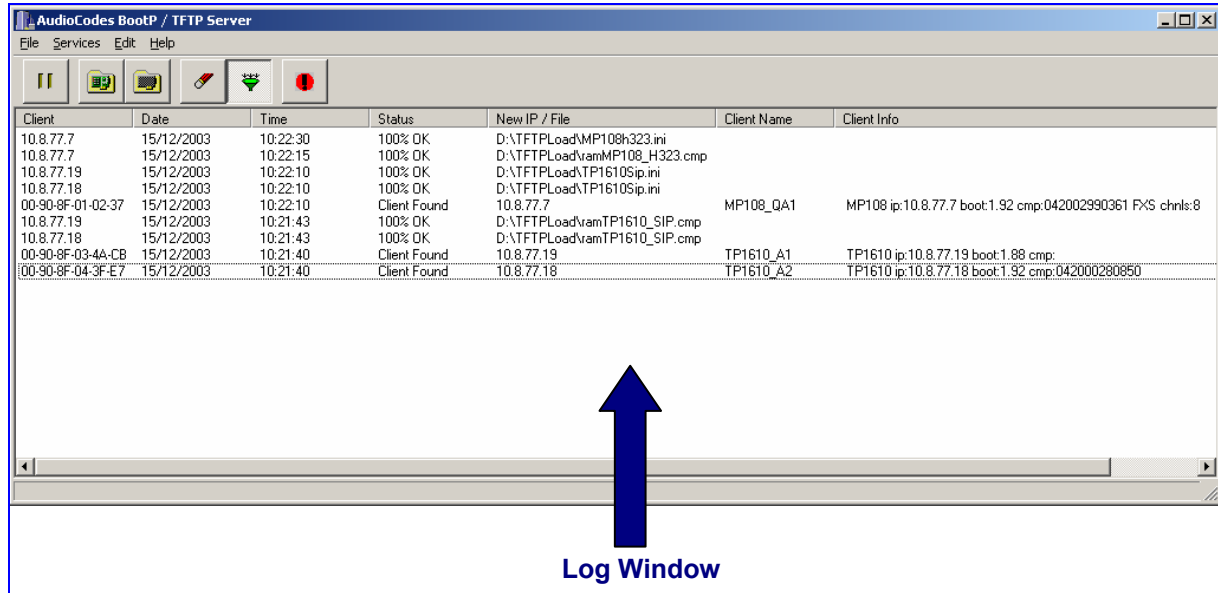 AudioCodes BootP / TFTP Server
File Services Edit Help
Client Date Time Status New IP / File Client Name Client Info
10.8.77.7 15/12/2003 10:22:30 100% OK D:\TFTPLoad\MP108h323.ini
10.8.77.7 15/12/2003 10:22:15 100% OK D:\TFTPLoad\ramMP108_H323.cmp
10.8.77.19 15/12/2003 10:22:10 100% OK D:\TFTPLoad\TP1610Sip.ini
10.8.77.18 15/12/2003 10:22:10 100% OK D:\TFTPLoad\TP1610Sip.ini
00-90-8F-01-02-37 15/12/2003 10:22:10 Client Found 10.8.77.7 MP108_QA1 MP108 ip:10.8.77.7 boot:1.92 cmp:042002990361 FXS chnls:8
10.8.77.19 15/12/2003 10:21:43 100% OK D:\TFTPLoad\ramTP1610_SIP.cmp
10.8.77.18 15/12/2003 10:21:43 100% OK D:\TFTPLoad\ramTP1610_SIP.cmp
00-90-8F-03-4A-CB 15/12/2003 10:21:40 Client Found 10.8.77.19 TP1610_A1 TP1610 ip:10.8.77.19 boot:1.88 cmp:
00-90-8F-04-3F-E7 15/12/2003 10:21:40 Client Found 10.8.77.18 TP1610_A2 TP1610 ip:10.8.77.18 boot:1.92 cmp:042000280850
Log Window